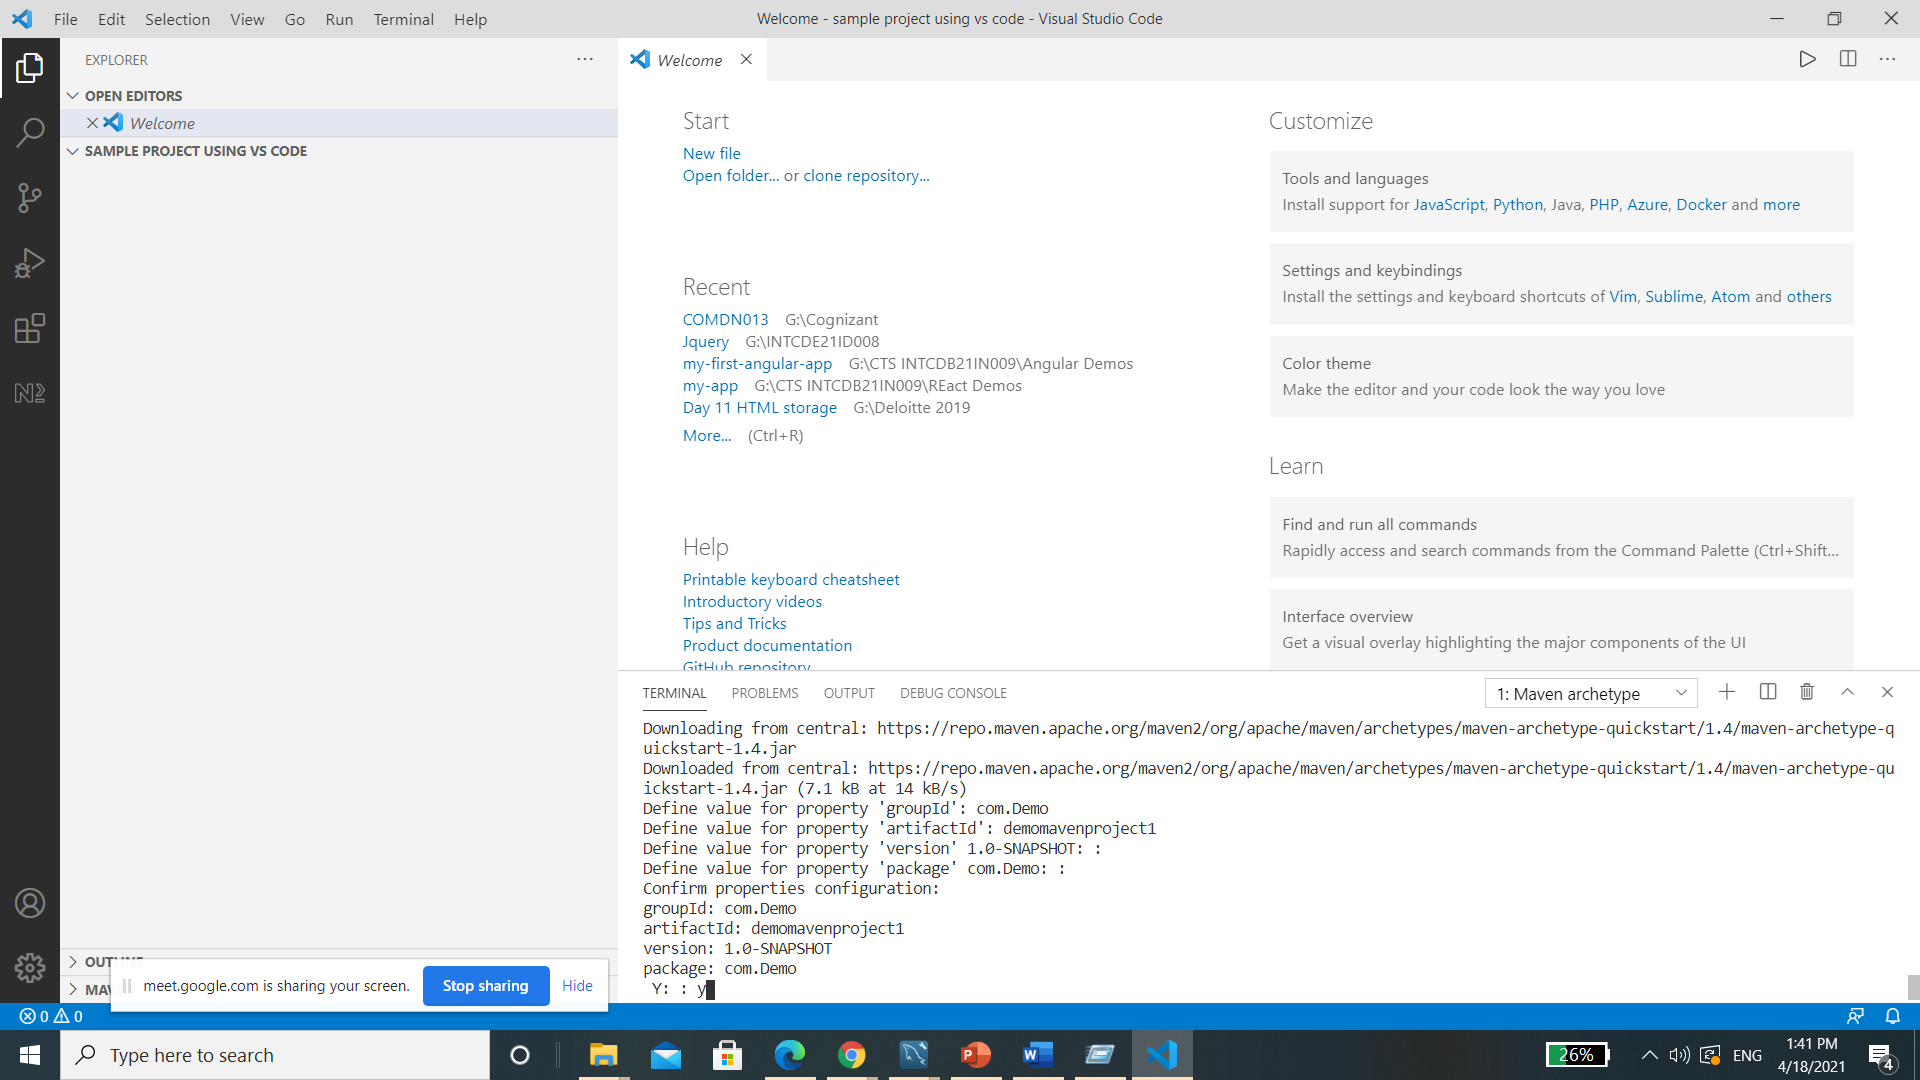 File Edit Selection View Go Run Terminal Help
Welcome - sample project using vs code - Visual Studio Code
EXPLORER
OPEN EDITORS
Welcome
SAMPLE PROJECT USING VS CODE
OUTLINE
Welcome
Start
New file
Open folder... or clone repository...
Recent
COMDN013 G:\Cognizant
Jquery G:\INTCDE21ID008
my-first-angular-app G:\CTS INTCDB21IN009\Angular Demos
my-app G:\CTS INTCDB21IN009\REact Demos
Day 11 HTML storage G:\Deloitte 2019
More... (Ctrl+R)
Help
Printable keyboard cheatsheet
Introductory videos
Tips and Tricks
Product documentation
GitHub repository
Customize
Tools and languages
Install support for JavaScript, Python, Java, PHP, Azure, Docker and more
Settings and keybindings
Install the settings and keyboard shortcuts of Vim, Sublime, Atom and others
Color theme
Make the editor and your code look the way you love
Learn
Find and run all commands
Rapidly access and search commands from the Command Palette (Ctrl+Shift...
Interface overview
Get a visual overlay highlighting the major components of the UI
TERMINAL PROBLEMS OUTPUT DEBUG CONSOLE
1: Maven archetype
Downloading from central: https://repo.maven.apache.org/maven2/org/apache/maven/archetypes/maven-archetype-quickstart/1.4/maven-archetype-q
uickstart-1.4.jar
Downloaded from central: https://repo.maven.apache.org/maven2/org/apache/maven/archetypes/maven-archetype-quickstart/1.4/maven-archetype-qu
ickstart-1.4.jar (7.1 kB at 14 kB/s)
Define value for property 'groupId': com.Demo
Define value for property 'artifactId': demomavenproject1
Define value for property 'version' 1.0-SNAPSHOT: :
Define value for property 'package' com.Demo: :
Confirm properties configuration:
groupId: com.Demo
artifactId: demomavenproject1
version: 1.0-SNAPSHOT
package: com.Demo
Y: : y
meet.google.com is sharing your screen. Stop sharing Hide
0 0
Type here to search
26%
ENG
1:41 PM
4/18/2021
4